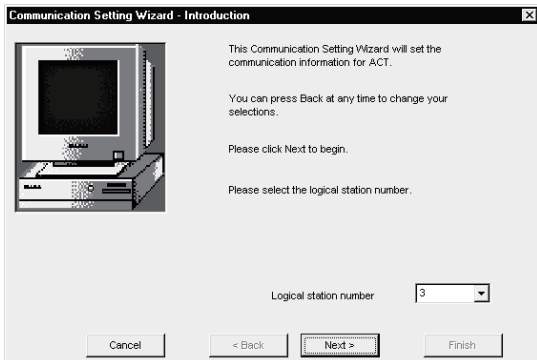 Communication Setting Wizard - Introduction
This Communication Setting Wizard will set the
communication information for ACT.
You can press Back at any time to change your
selections.
Please click Next to begin.
Please select the logical station number.
Logical station number
3
Cancel
< Back
Next >
Finish